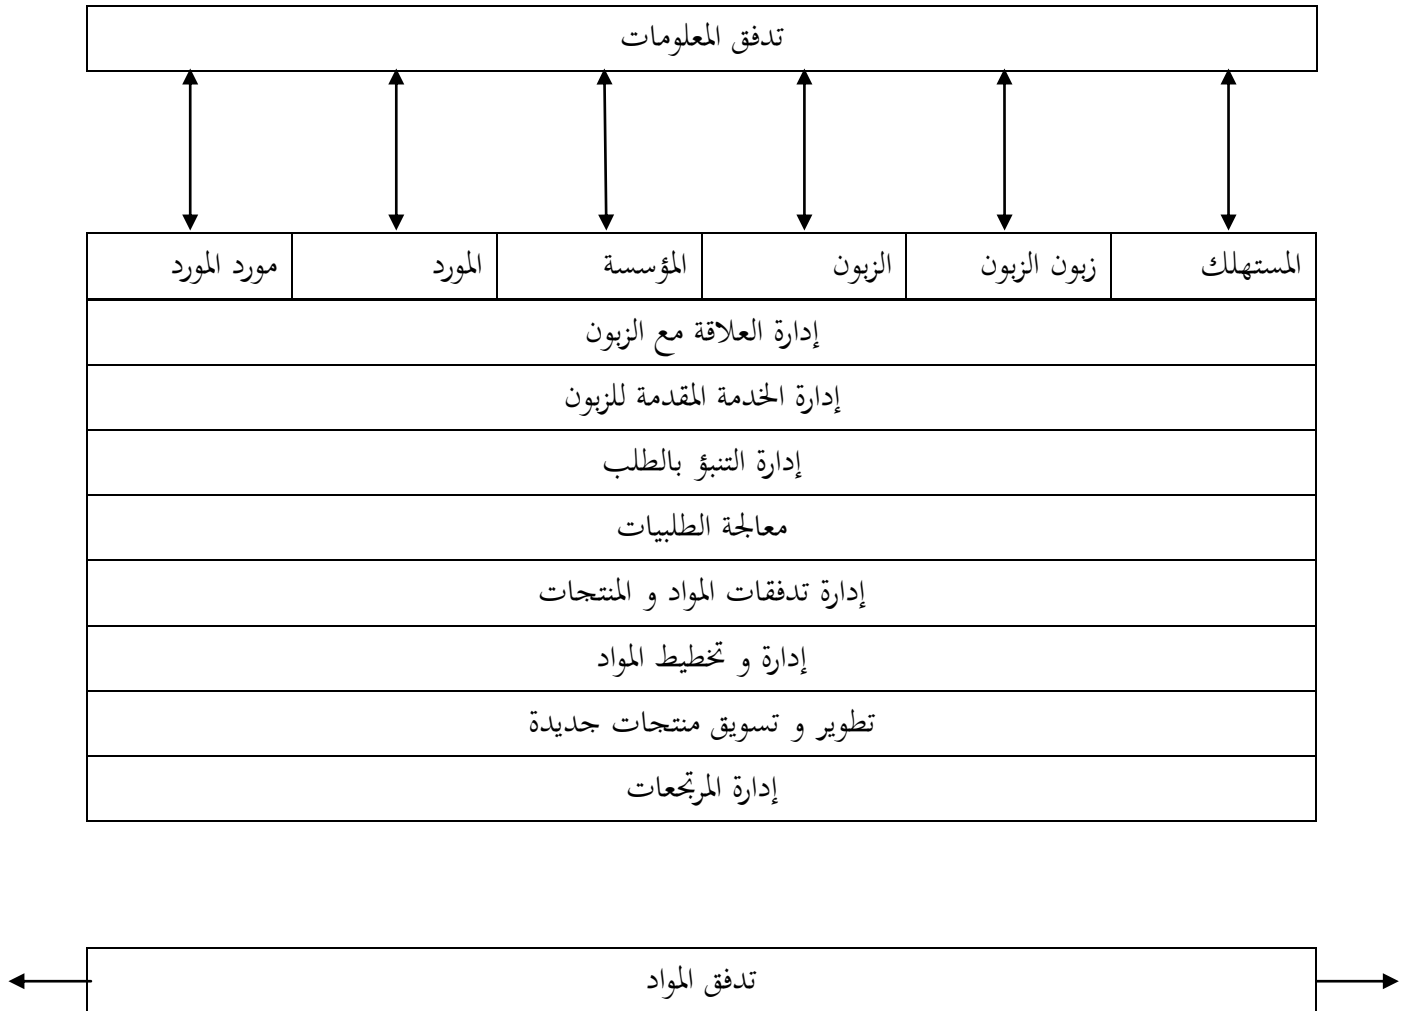 تدفق المعلومات
المستهلك زبون الزبون الزبون المؤسسة المورد مورد المورد
إدارة العلاقة مع الزبون
إدارة الخدمة المقدمة للزبون
إدارة التنبؤ بالطلب
معالجة الطلبيات
إدارة تدفقات المواد و المنتجات
إدارة و تخطيط المواد
تطوير و تسويق منتجات جديدة
إدارة المرتجعات
تدفق المواد